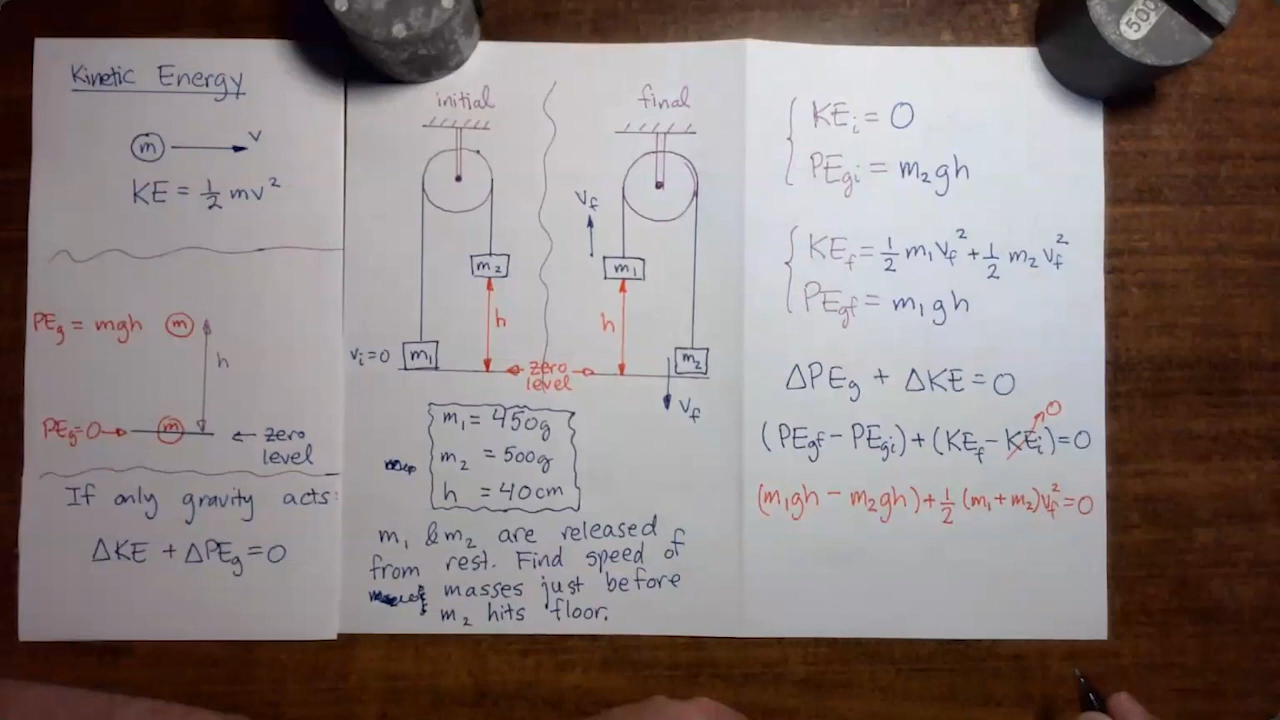 Kinetic Energy
m
v
KE = ½ mv²
PEg = mgh
m
h
PEg=0
m
← zero
level
If only gravity acts:
ΔKE + ΔPEg = 0
initial
final
m₂
h
Vᵢ = 0
m₁
zero
level
Vf
m₁
h
m₂
Vf
m₁ = 450g
m₂ = 500g
h = 40cm
m₁ & m₂ are released
from rest. Find speed of
masses just before
m₂ hits floor.
KEᵢ = 0
PEgi = m₂gh
KEf = ½ m₁Vf² + ½ m₂Vf²
PEgf = m₁gh
ΔPEg + ΔKE = 0
0
(PEgf − PEgi) + (KEf − KEᵢ) = 0
(m₁gh − m₂gh) + ½ (m₁ + m₂)Vf² = 0
500